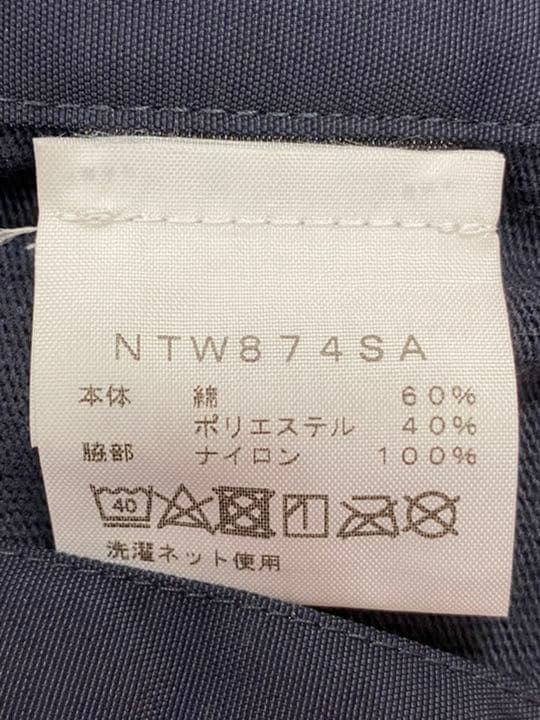 NTW874SA
本体 綿 60%
ポリエステル 40%
脇部 ナイロン 100%
40
洗濯ネット使用